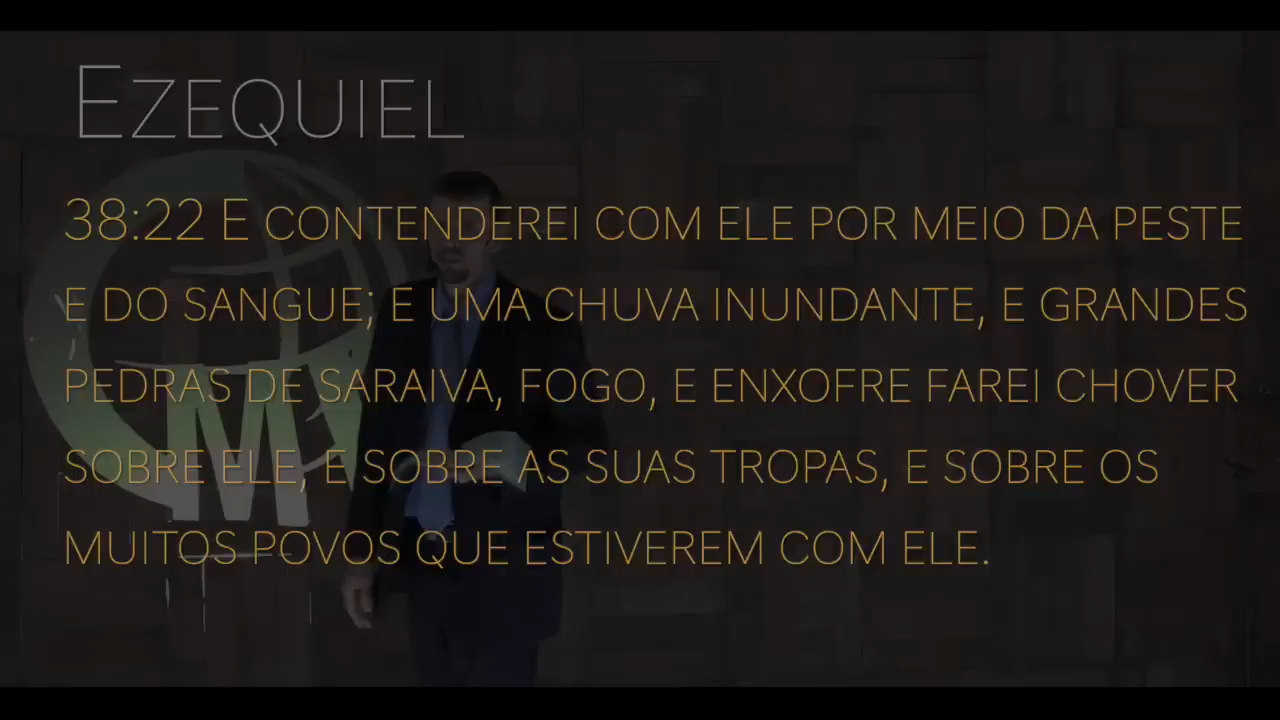 EZEQUIEL
38:22 E CONTENDEREI COM ELE POR MEIO DA PESTE
E DO SANGUE; E UMA CHUVA INUNDANTE, E GRANDES
PEDRAS DE SARAIVA, FOGO, E ENXOFRE FAREI CHOVER
SOBRE ELE, E SOBRE AS SUAS TROPAS, E SOBRE OS
MUITOS POVOS QUE ESTIVEREM COM ELE.
M